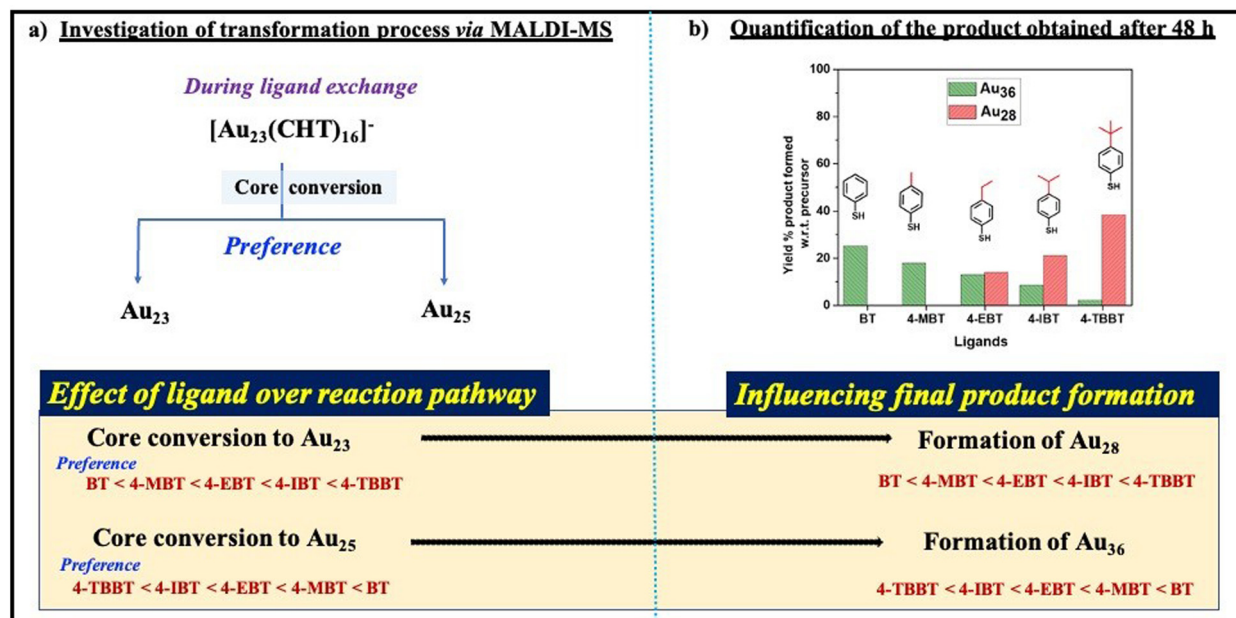 a) Investigation of transformation process via MALDI-MS
During ligand exchange
[Au23(CHT)16]-
Core conversion
Preference
Au23
Au25
b) Quantification of the product obtained after 48 h
100
80
60
40
20
0
Yield % product formed
w.r.t. precursor
Au36
Au28
SH
SH
SH
SH
SH
BT
4-MBT
4-EBT
4-IBT
4-TBBT
Ligands
Effect of ligand over reaction pathway
Influencing final product formation
Core conversion to Au23
Preference
BT < 4-MBT < 4-EBT < 4-IBT < 4-TBBT
Formation of Au28
BT < 4-MBT < 4-EBT < 4-IBT < 4-TBBT
Core conversion to Au25
Preference
4-TBBT < 4-IBT < 4-EBT < 4-MBT < BT
Formation of Au36
4-TBBT < 4-IBT < 4-EBT < 4-MBT < BT